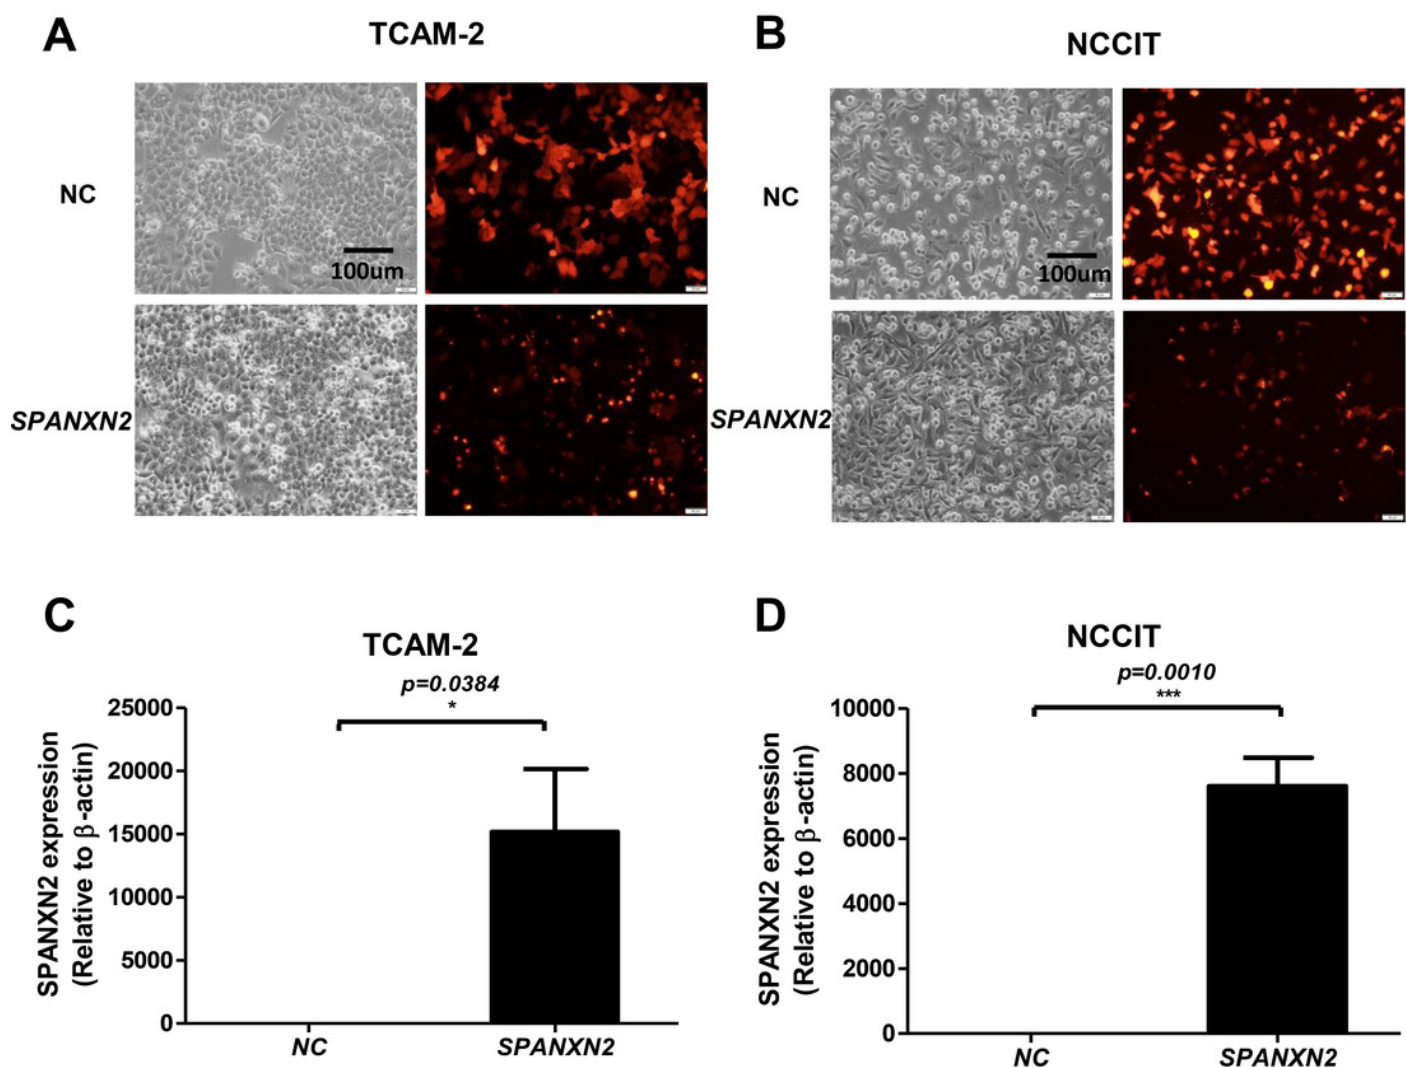 A
TCAM-2
NC
100um
SPANXN2
B
NCCIT
NC
100um
SPANXN2
C
TCAM-2
p=0.0384
*
SPANXN2 expression
(Relative to β-actin)
25000
20000
15000
10000
5000
0
NC
SPANXN2
D
NCCIT
p=0.0010
***
SPANXN2 expression
(Relative to β-actin)
10000
8000
6000
4000
2000
0
NC
SPANXN2